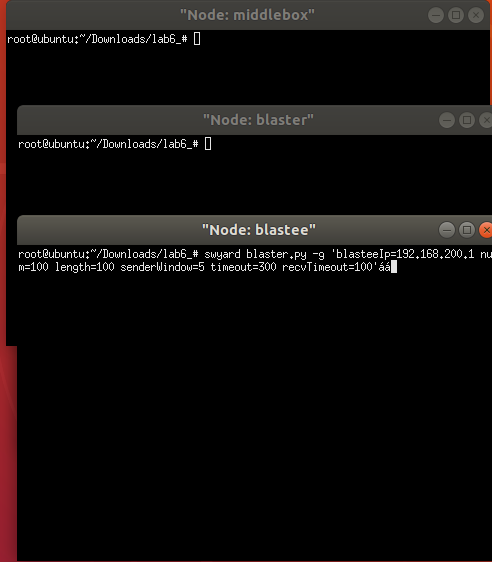 "Node: middlebox"
root@ubuntu:~/Downloads/lab6_#
"Node: blaster"
root@ubuntu:~/Downloads/lab6_#
"Node: blastee"
root@ubuntu:~/Downloads/lab6_# swyard blaster.py -g 'blasteeIp=192.168.200.1 nu
m=100 length=100 senderWindow=5 timeout=300 recvTimeout=100'áá